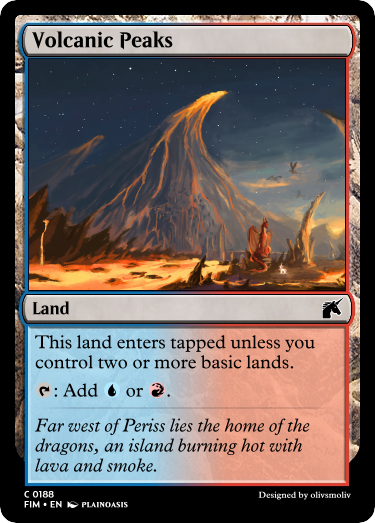 Volcanic Peaks
Land
This land enters tapped unless you
control two or more basic lands.
: Add or .
Far west of Periss lies the home of the
dragons, an island burning hot with
lava and smoke.
C 0188
FIM • EN PLAINOASIS
Designed by olivsmoliv